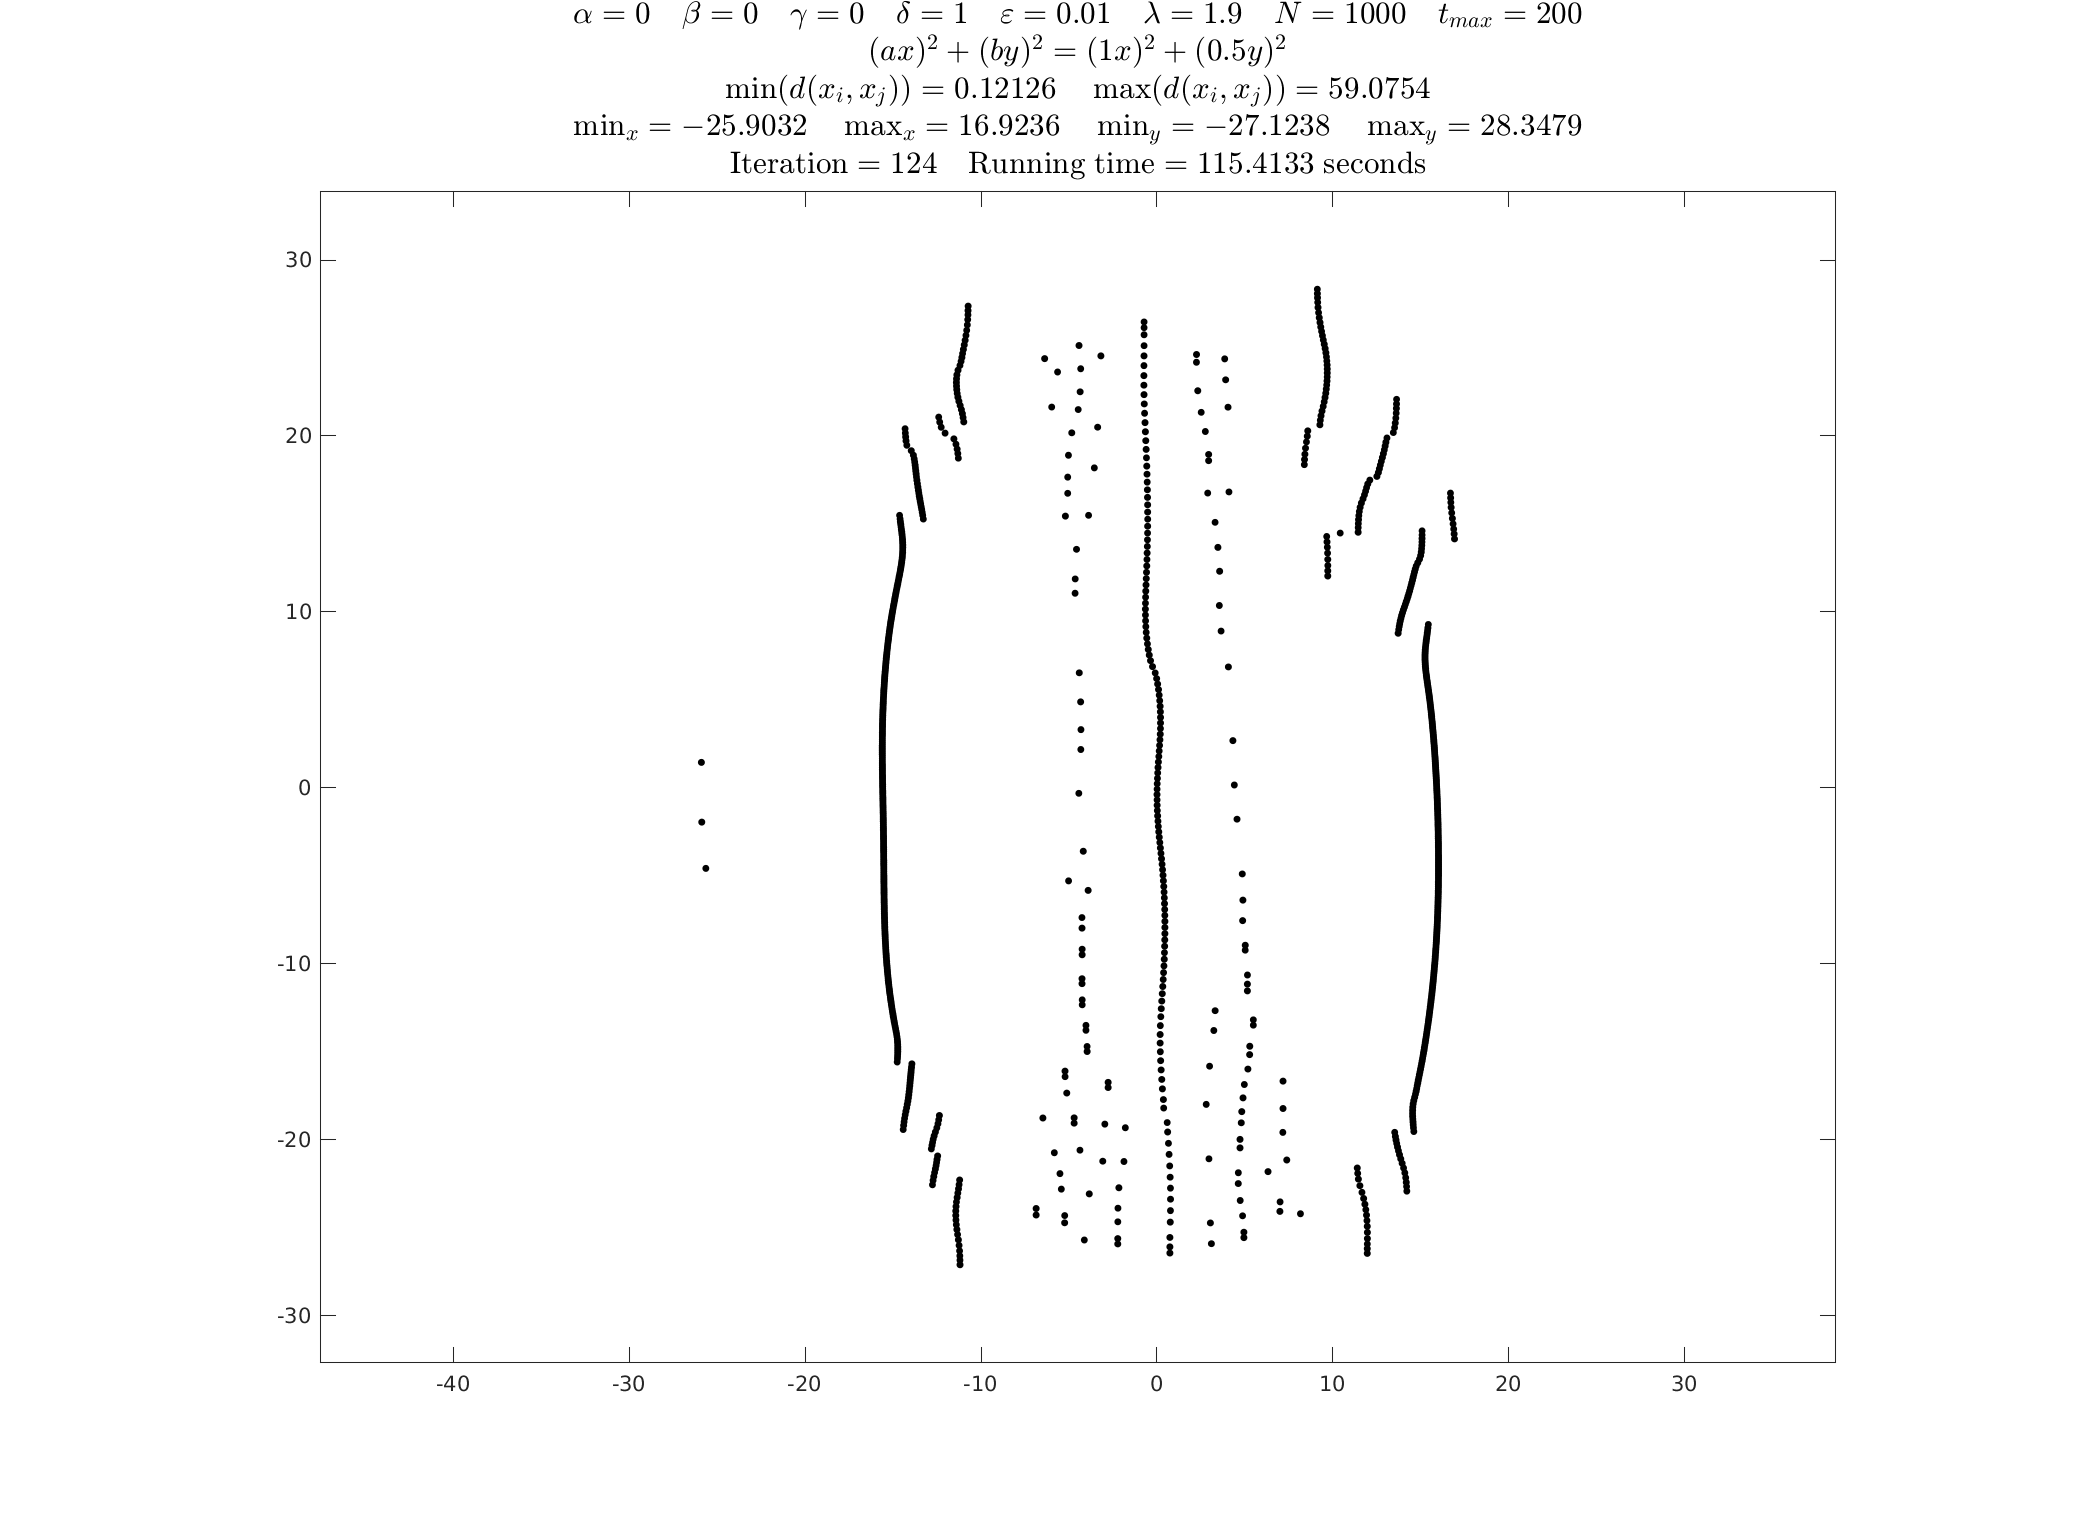 α = 0 β = 0 γ = 0 δ = 1 ε = 0.01 λ = 1.9 N = 1000 t_max = 200
(ax)² + (by)² = (1x)² + (0.5y)²
min(d(x_i, x_j)) = 0.12126 max(d(x_i, x_j)) = 59.0754
min_x = −25.9032 max_x = 16.9236 min_y = −27.1238 max_y = 28.3479
Iteration = 124 Running time = 115.4133 seconds
30
20
10
0
-10
-20
-30
-40 -30 -20 -10 0 10 20 30